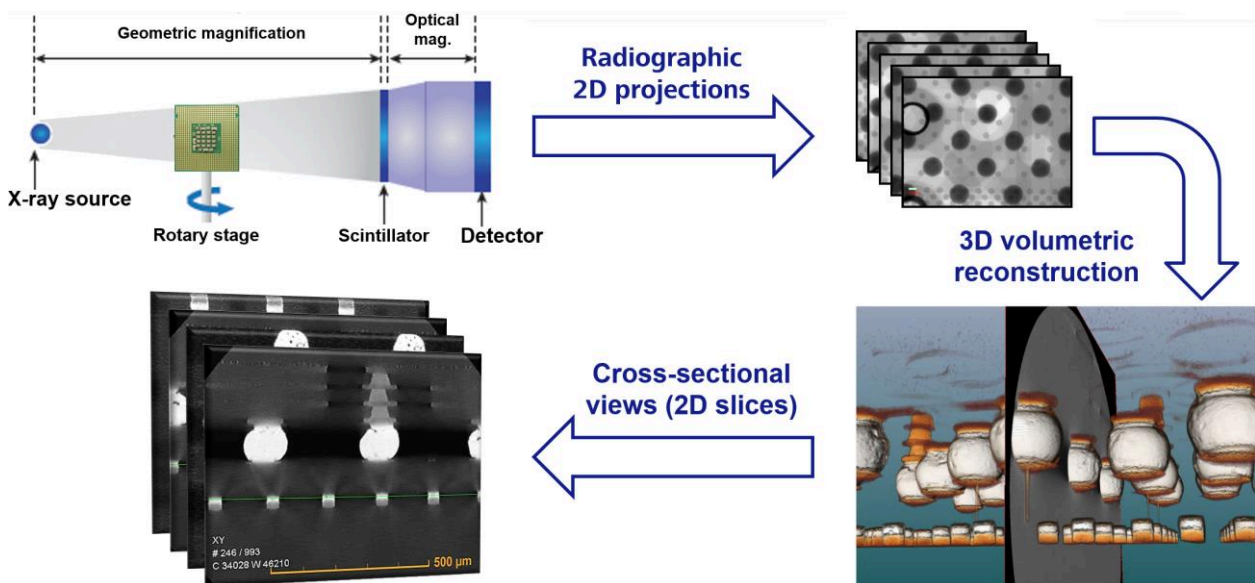 Geometric magnification
Optical
mag.
X-ray source
Rotary stage
Scintillator
Detector
Radiographic
2D projections
3D volumetric
reconstruction
Cross-sectional
views (2D slices)
XY
# 246 / 993
C 34028 W 46210
500 µm